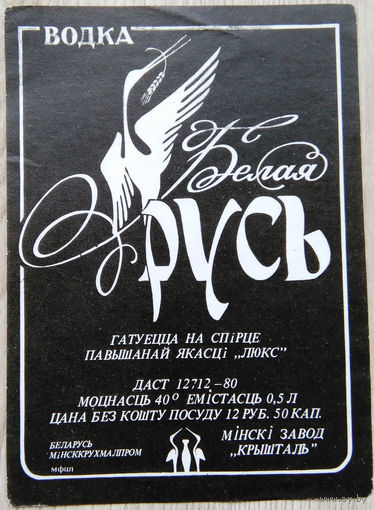 ВОДКА
Белая
РУСЬ
ГАТУЕЦЦА НА СПІРЦЕ
ПАВЫШАНАЙ ЯКАСЦІ „ЛЮКС"
ДАСТ 12712–80
МОЦНАСЦЬ 40° ЕМІСТАСЦЬ 0,5 Л
ЦАНА БЕЗ КОШТУ ПОСУДУ 12 РУБ. 50 КАП.
БЕЛАРУСЬ
МІНСККРУХМАЛПРОМ
МФЦП
МІНСКІ ЗАВОД
„КРЫШТАЛЬ"